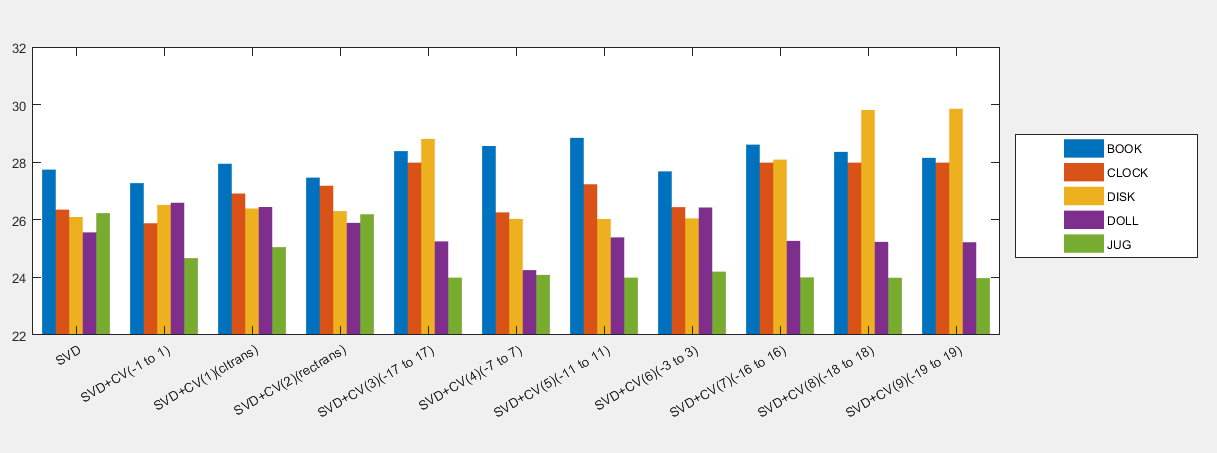 32
30
28
26
24
22
SVD
SVD+CV(-1 to 1)
SVD+CV(1)(cltrans)
SVD+CV(2)(rectrans)
SVD+CV(3)(-17 to 17)
SVD+CV(4)(-7 to 7)
SVD+CV(5)(-11 to 11)
SVD+CV(6)(-3 to 3)
SVD+CV(7)(-16 to 16)
SVD+CV(8)(-18 to 18)
SVD+CV(9)(-19 to 19)
BOOK
CLOCK
DISK
DOLL
JUG